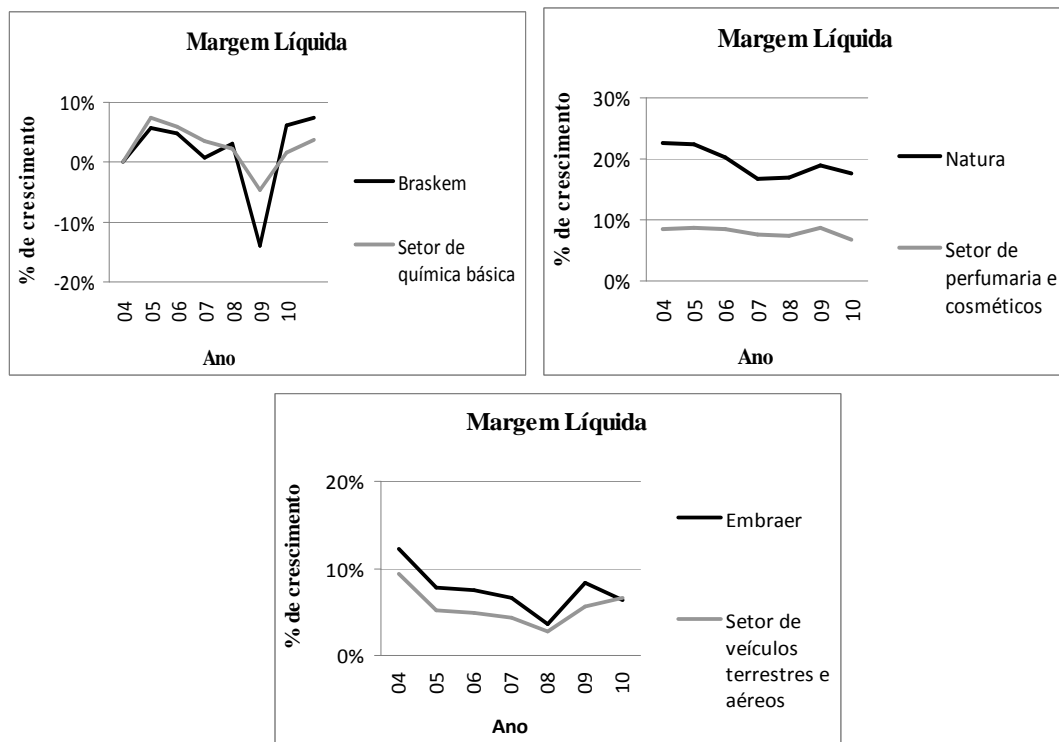 Margem Líquida
% de crescimento
10%
0%
-10%
-20%
04
05
06
07
08
09
10
Ano
Braskem
Setor de
química básica
Margem Líquida
% de crescimento
30%
20%
10%
0%
04
05
06
07
08
09
10
Ano
Natura
Setor de
perfumaria e
cosméticos
Margem Líquida
% de crescimento
20%
10%
0%
04
05
06
07
08
09
10
Ano
Embraer
Setor de
veículos
terrestres e
aéreos